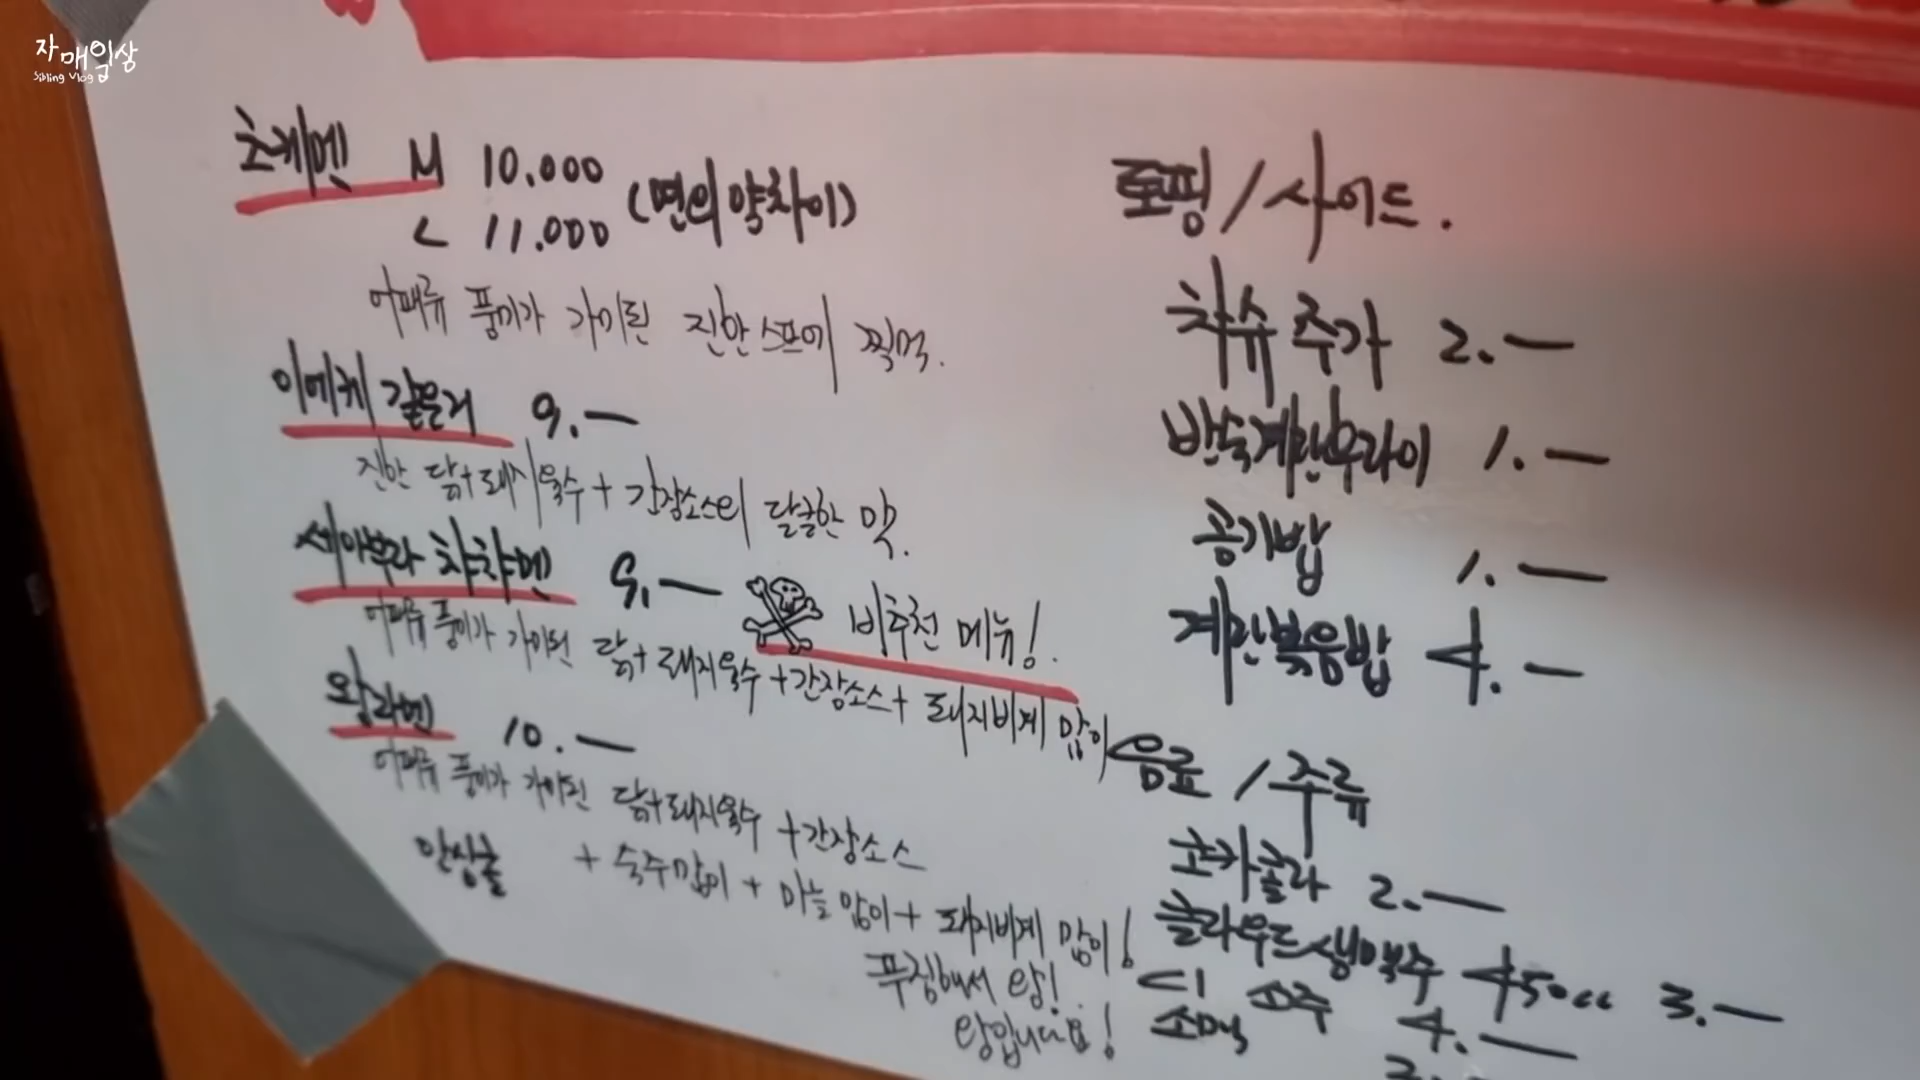 자매일상
Sibling Vlog
츠케멘 M 10.000
L 11.000 (면의 양차이)
어패류 풍미가 가미된 진한 스프에 찍먹.
이에케 같은거 9.—
진한 닭+돼지육수+간장소스의 달콤한 맛.
세아부라 챠챠멘 9.— 비추천 메뉴!.
어패류 풍미가 가미된 닭+돼지육수+간장소스+돼지비계 많이
왕라멘 10.—
어패류 풍미가 가미된 닭+돼지육수+간장소스
+숙주많이+마늘많이+돼지비계 많이!
푸짐해서 왕!.
왕입니다요!
토핑/사이드.
차슈 추가 2.—
반숙계란후라이 1.—
공기밥 1.—
계란볶음밥 4.—
음료/주류
코카콜라 2.—
클라우드생맥주 450cc 3.—
소주 4.—
소맥